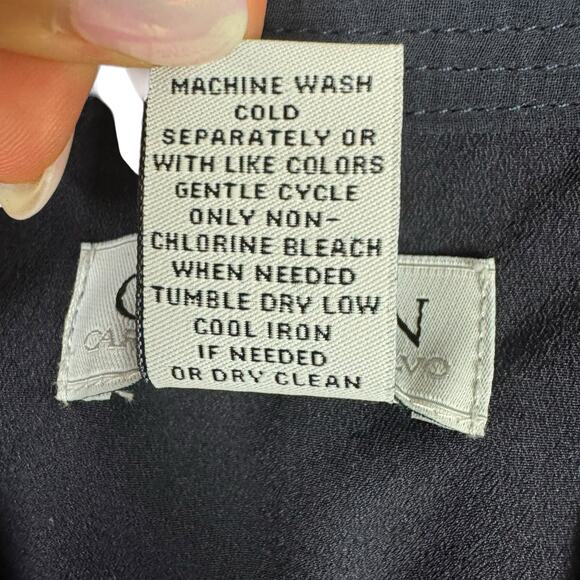 MACHINE WASH
COLD
SEPARATELY OR
WITH LIKE COLORS
GENTLE CYCLE
ONLY NON-
CHLORINE BLEACH
WHEN NEEDED
TUMBLE DRY LOW
COOL IRON
IF NEEDED
OR DRY CLEAN